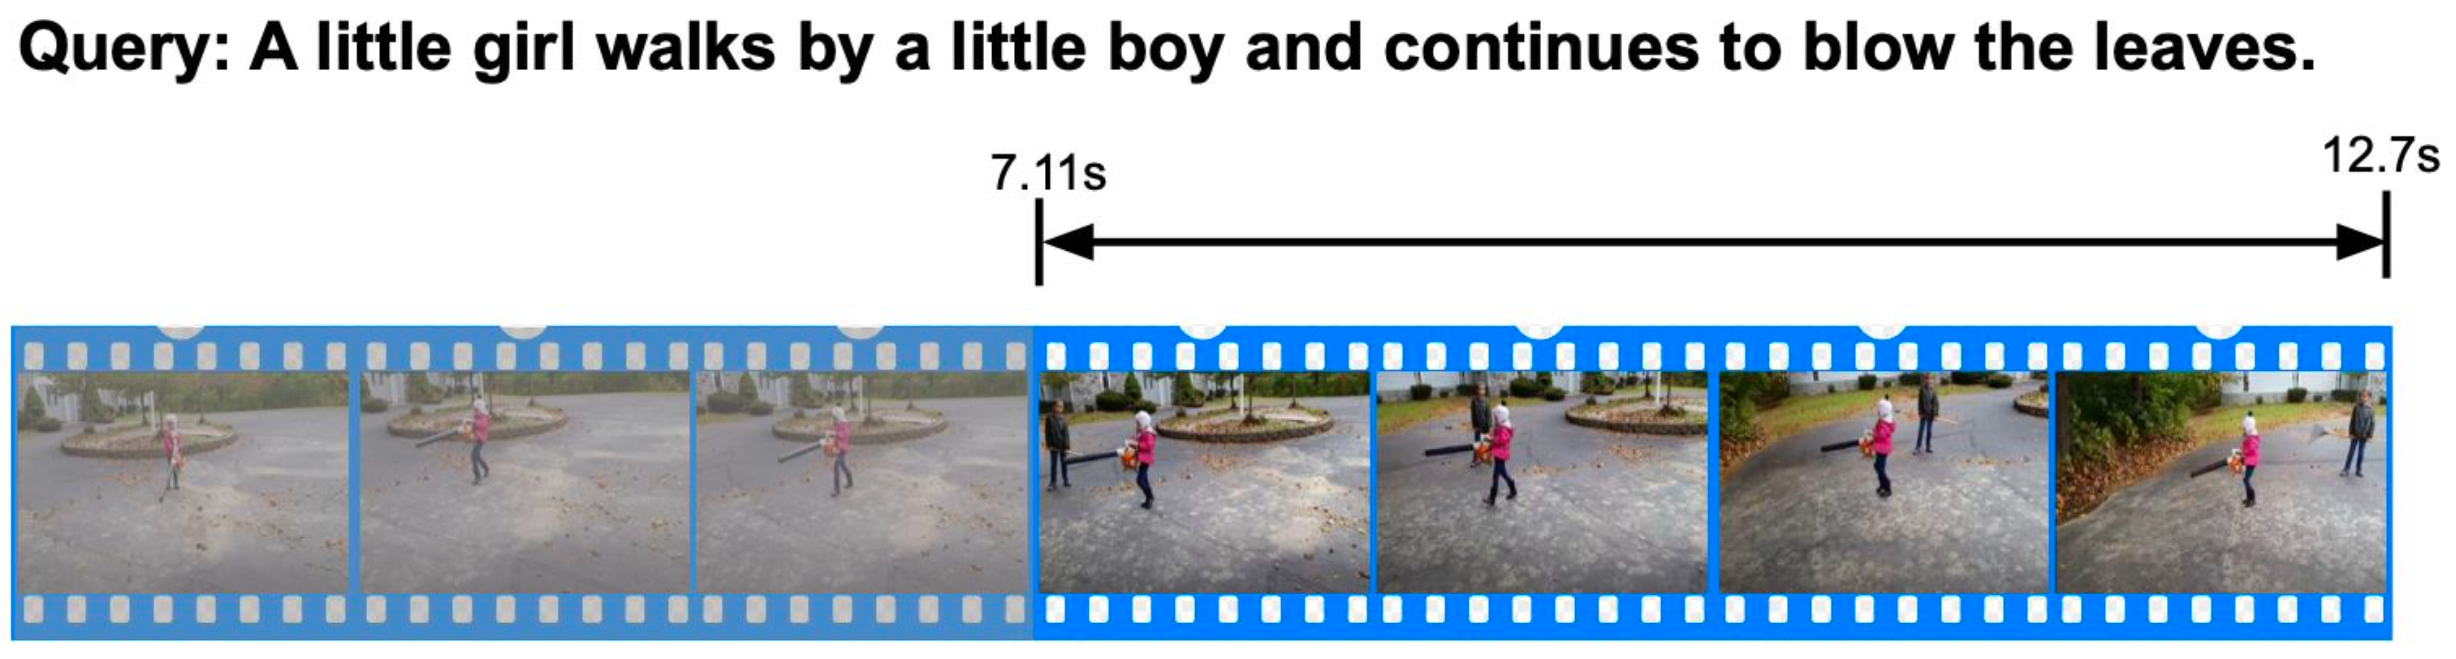 Query: A little girl walks by a little boy and continues to blow the leaves.
7.11s
12.7s